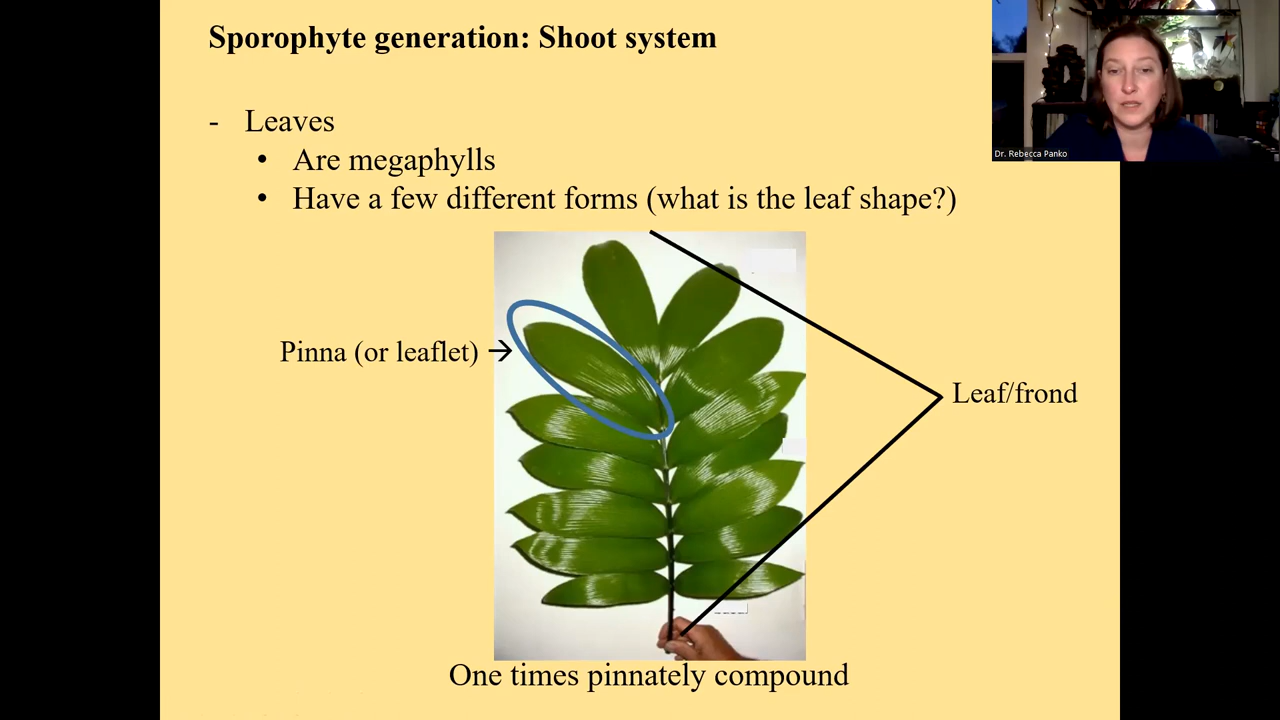 Sporophyte generation: Shoot system
Dr. Rebecca Panko
- Leaves
• Are megaphylls
• Have a few different forms (what is the leaf shape?)
Pinna (or leaflet) →
Leaf/frond
One times pinnately compound